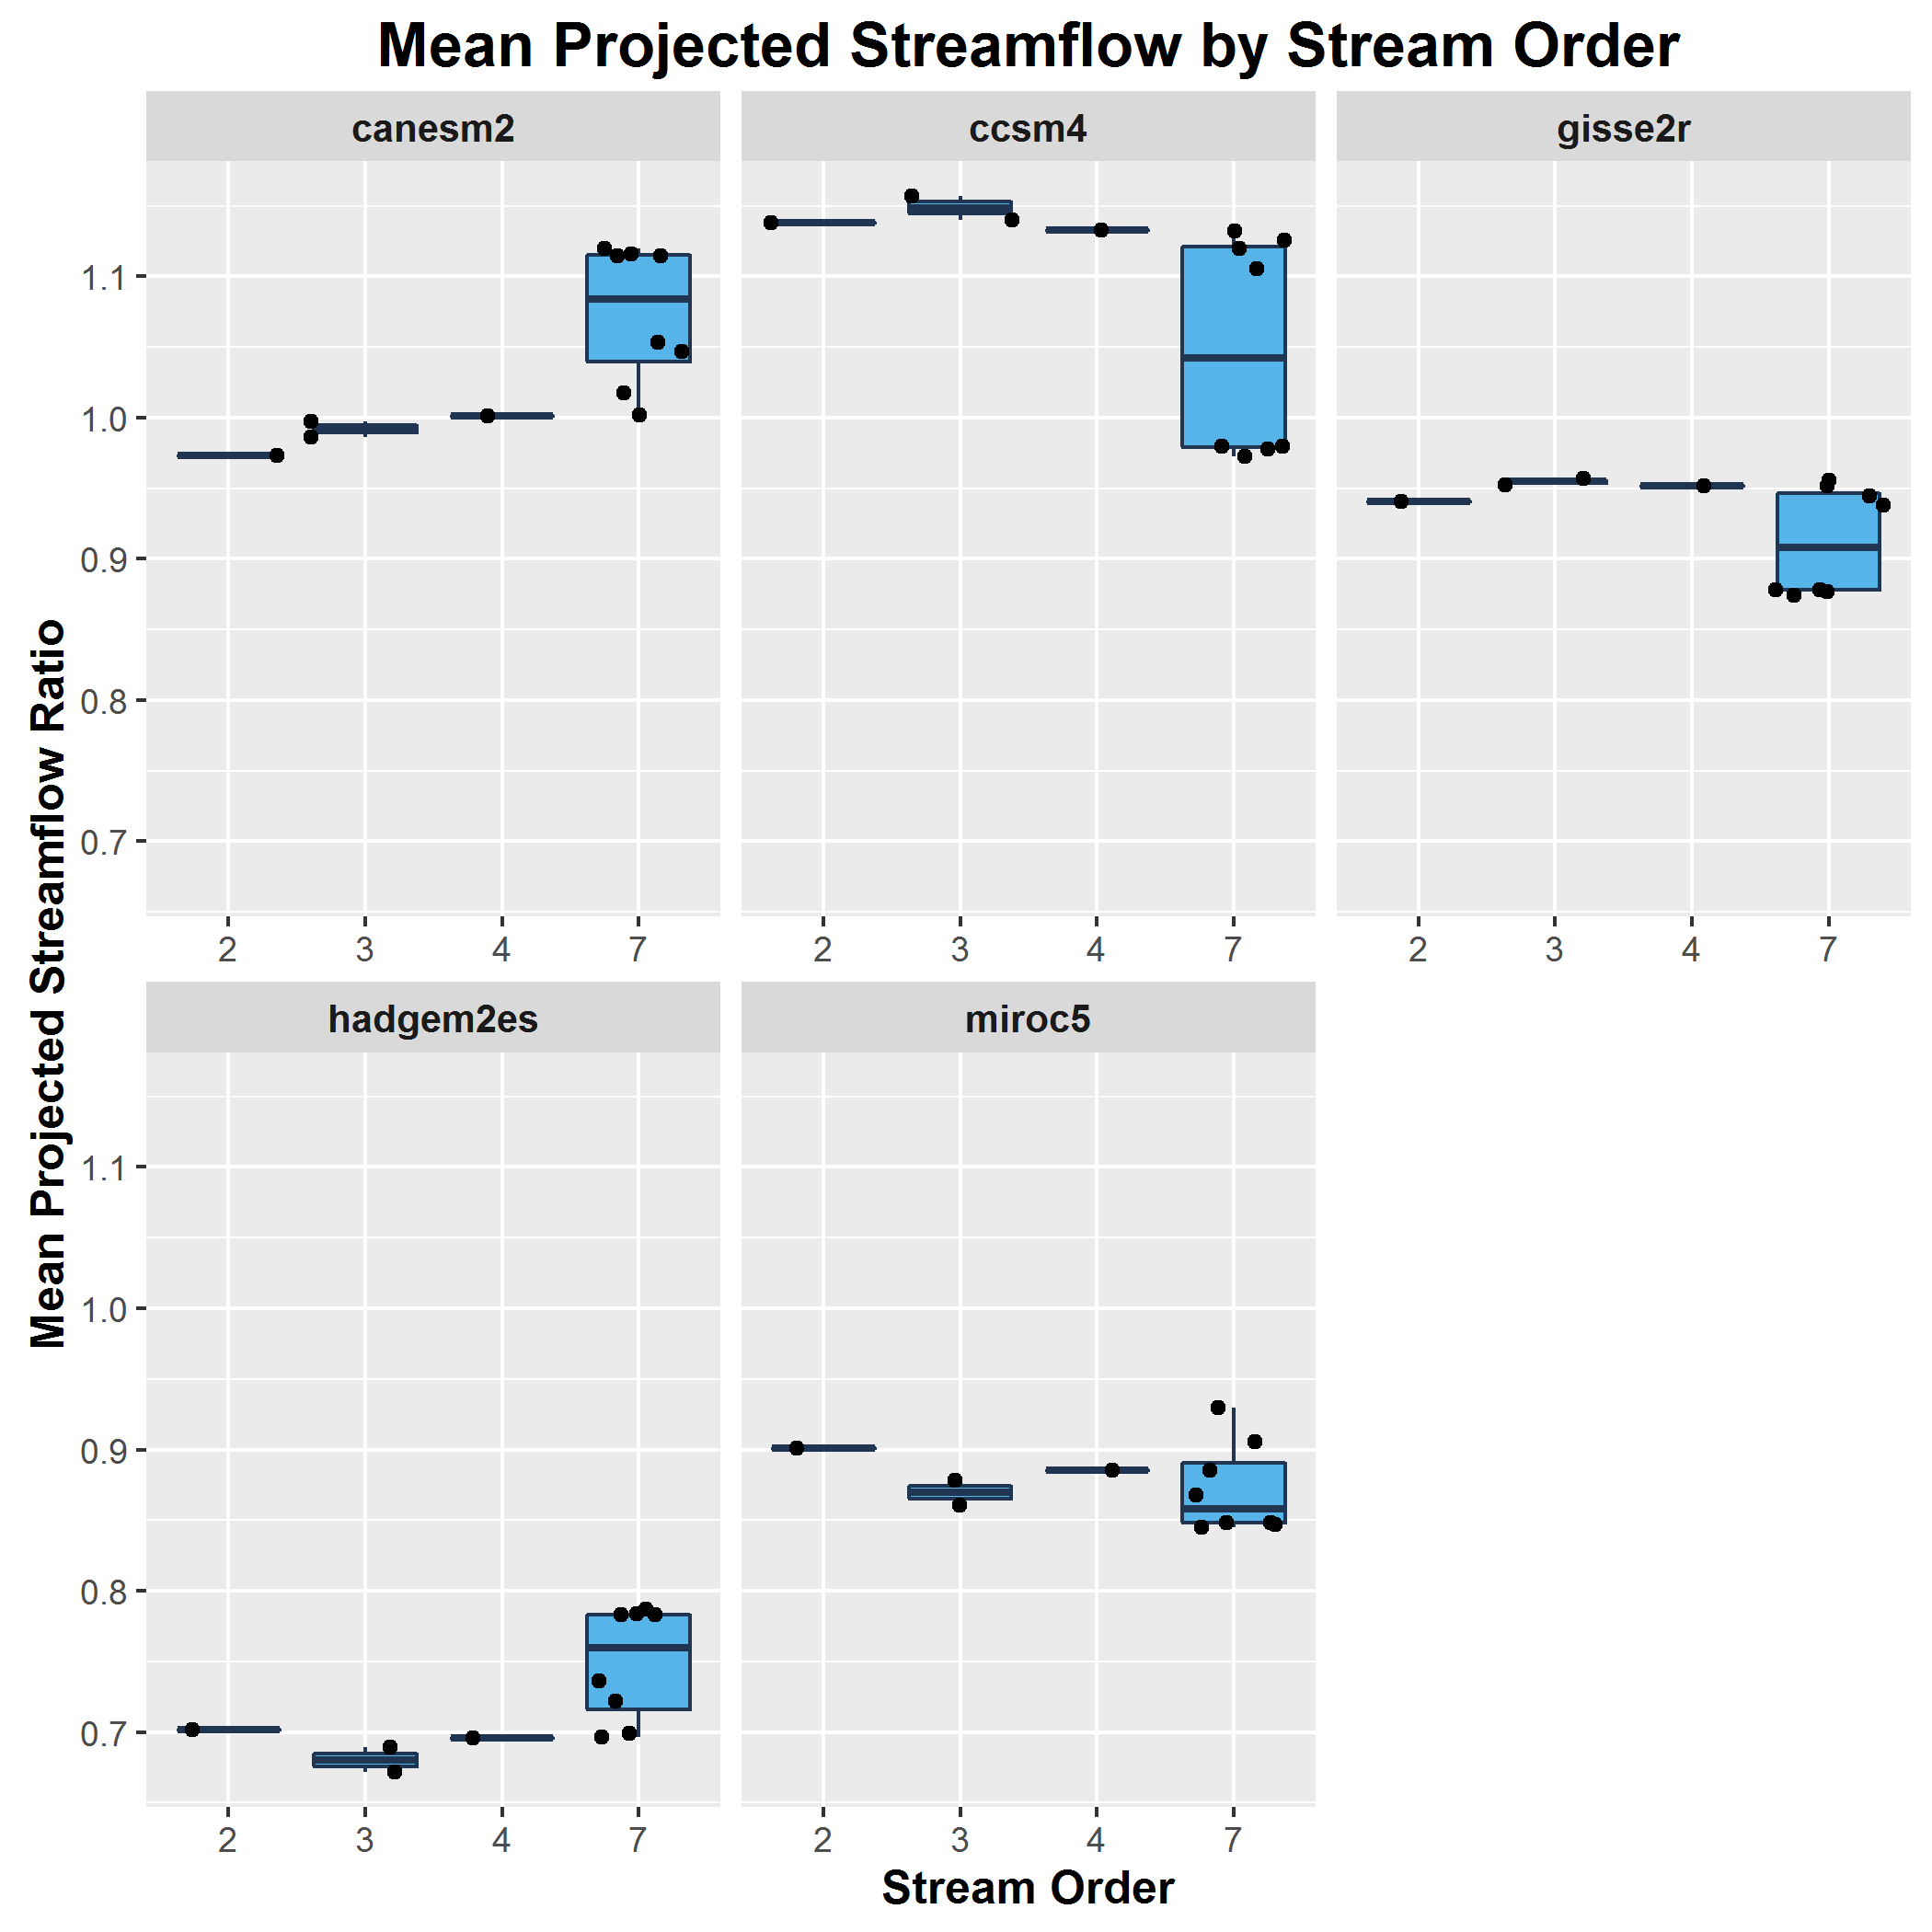 Mean Projected Streamflow by Stream Order
canesm2
ccsm4
gisse2r
1.1
1.0
0.9
0.8
0.7
2 3 4 7
2 3 4 7
2 3 4 7
Mean Projected Streamflow Ratio
hadgem2es
miroc5
1.1
1.0
0.9
0.8
0.7
2 3 4 7
2 3 4 7
Stream Order